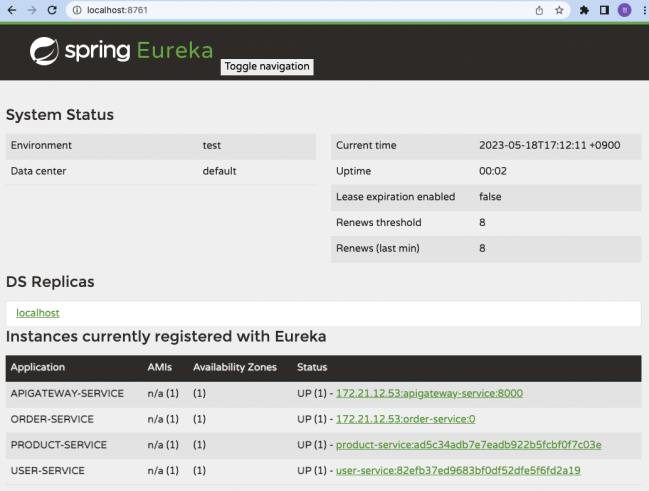 localhost:8761
spring Eureka
Toggle navigation
System Status
Environment test
Data center default
Current time 2023-05-18T17:12:11 +0900
Uptime 00:02
Lease expiration enabled false
Renews threshold 8
Renews (last min) 8
DS Replicas
localhost
Instances currently registered with Eureka
Application AMIs Availability Zones Status
APIGATEWAY-SERVICE n/a (1) (1) UP (1) - 172.21.12.53:apigateway-service:8000
ORDER-SERVICE n/a (1) (1) UP (1) - 172.21.12.53:order-service:0
PRODUCT-SERVICE n/a (1) (1) UP (1) - product-service:ad5c34adb7e7eadb922b5fcbf0f7c03e
USER-SERVICE n/a (1) (1) UP (1) - user-service:82efb37ed9683bf0df52dfe5f6fd2a19